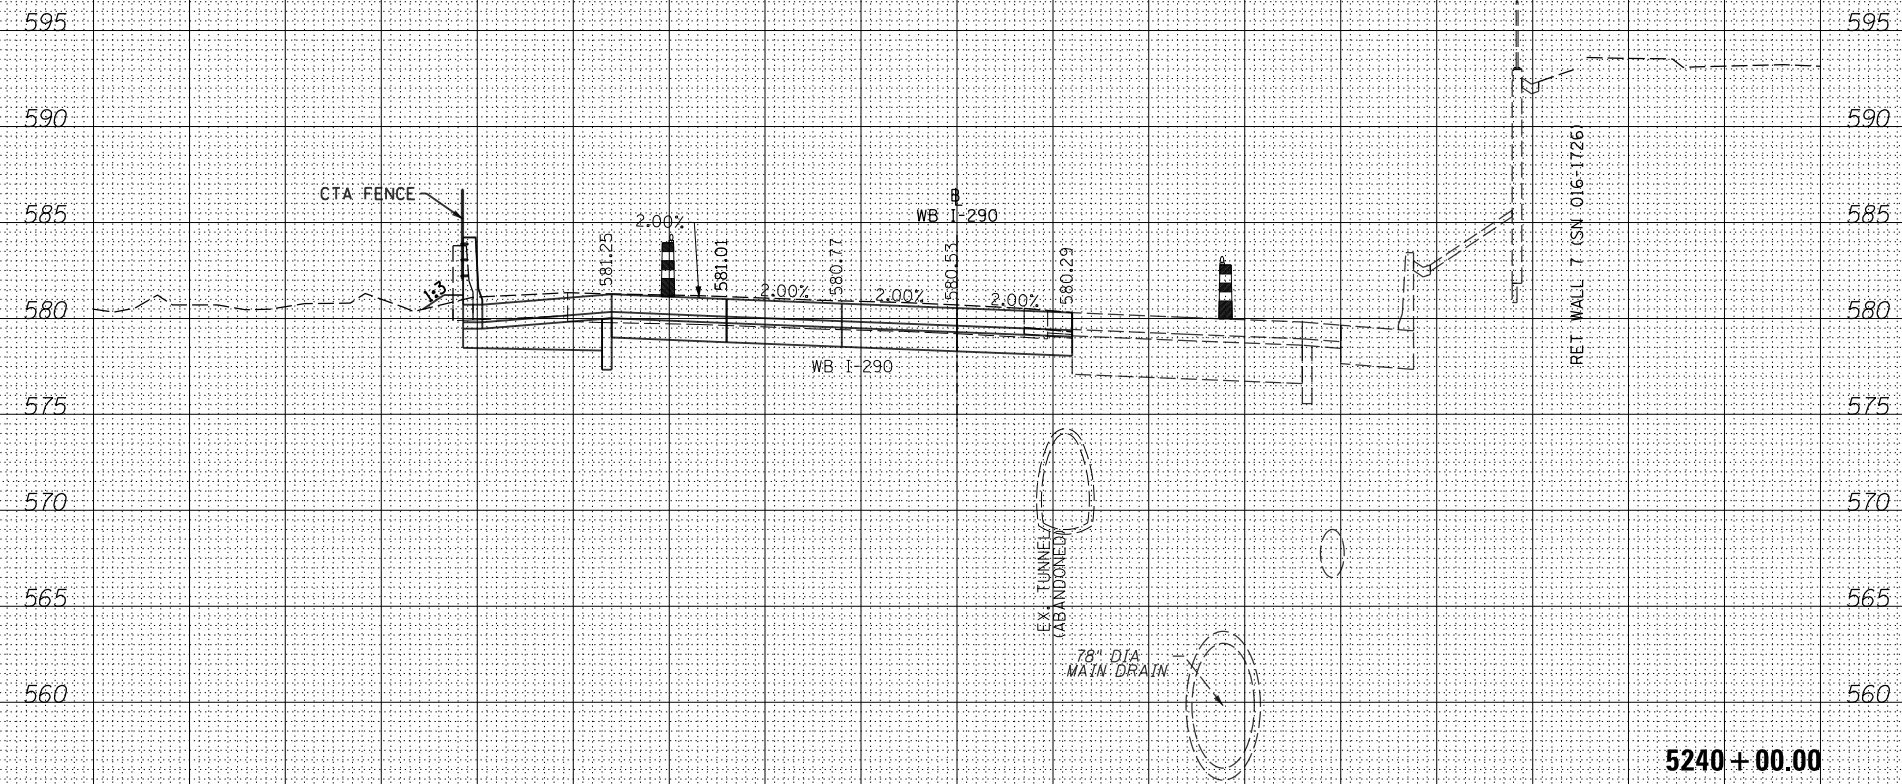 595 595
590 590
CTA FENCE
585 585
2.00%
WB I-290
RET WALL 7 (SN 016-1726)
581.25
581.01
580.77
580.53
580.29
1:3
2.00%
2.00%
2.00%
580 580
WB I-290
575 575
570 570
EX. TUNNEL
(ABANDONED)
565 565
78" DIA
MAIN DRAIN
560 560
5240+00.00